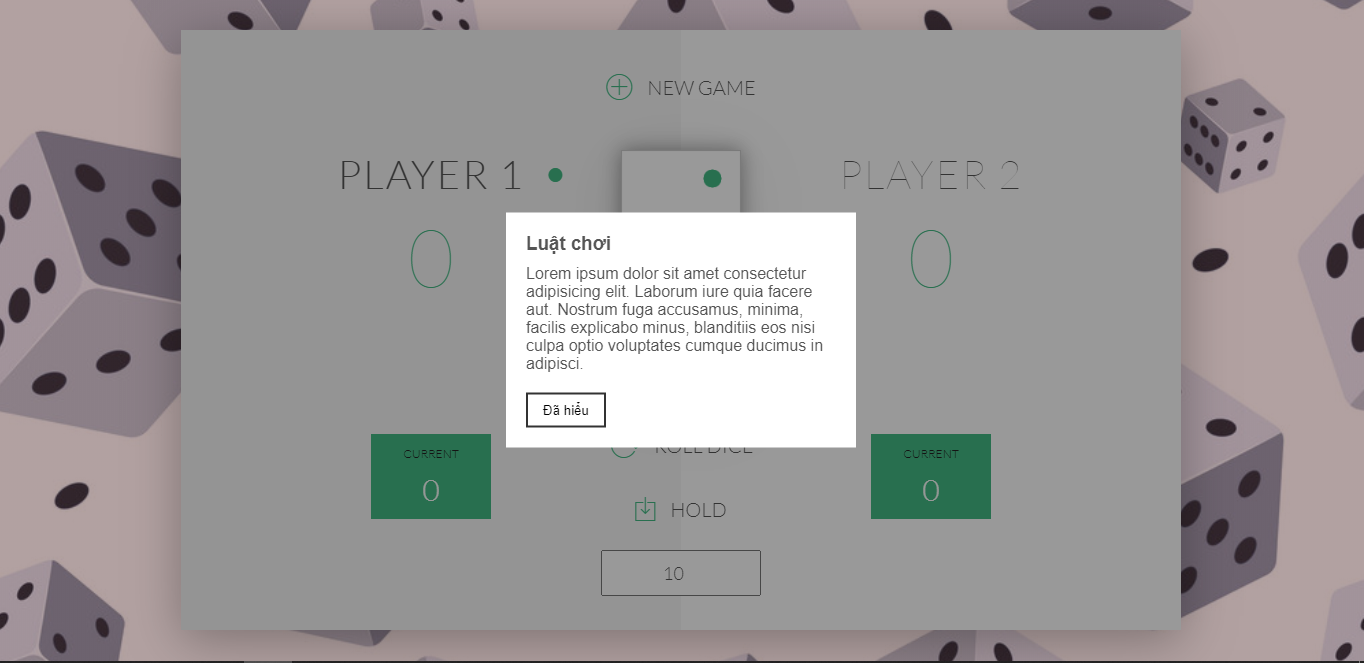 NEW GAME
PLAYER 1
PLAYER 2
0
0
Luật chơi
Lorem ipsum dolor sit amet consectetur
adipisicing elit. Laborum iure quia facere
aut. Nostrum fuga accusamus, minima,
facilis explicabo minus, blanditiis eos nisi
culpa optio voluptates cumque ducimus in
adipisci.
Đã hiểu
ROLL DICE
CURRENT
0
CURRENT
0
HOLD
10